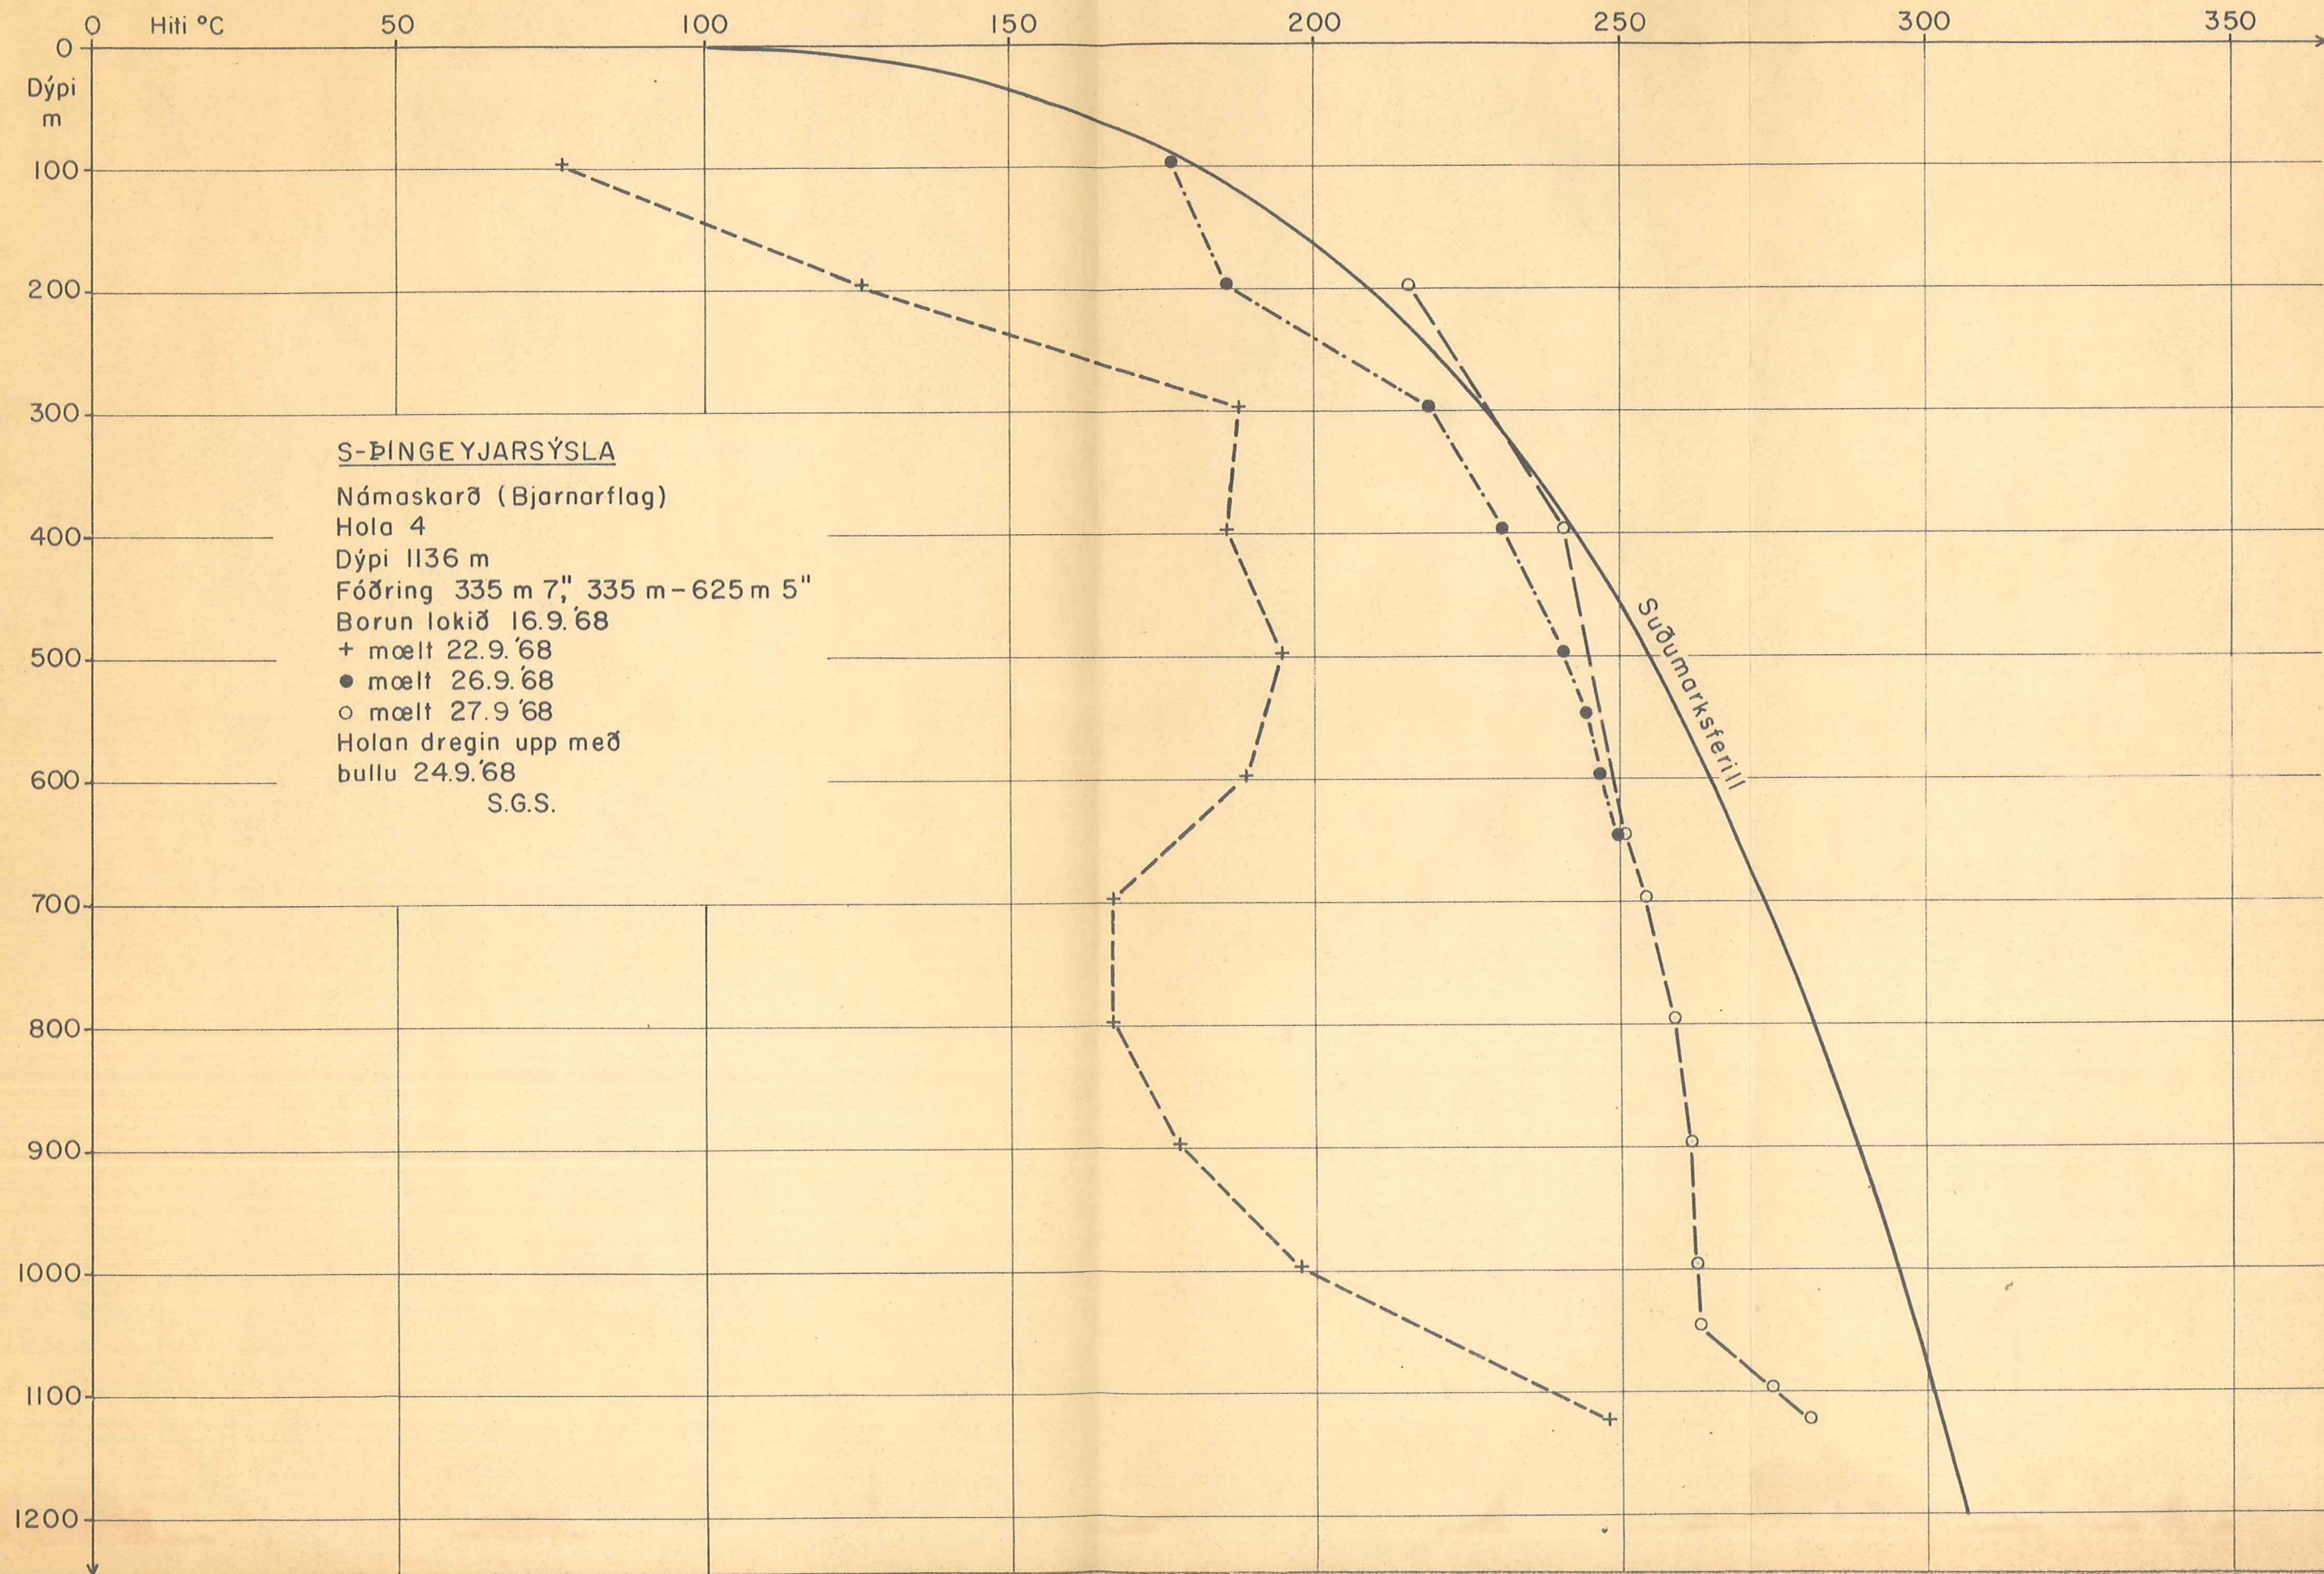 0 Hiti °C 50 100 150 200 250 300 350
0
Dýpi
m
100
200
300
400
500
600
700
800
900
1000
1100
1200
S-ÞINGEYJARSÝSLA
Námaskarð (Bjarnarflag)
Hola 4
Dýpi 1136 m
Fóðring 335 m 7", 335 m – 625 m 5"
Borun lokið 16.9.'68
+ mælt 22.9.'68
● mælt 26.9.'68
○ mælt 27.9 '68
Holan dregin upp með
bullu 24.9.'68
S.G.S.
Suðumarksferill